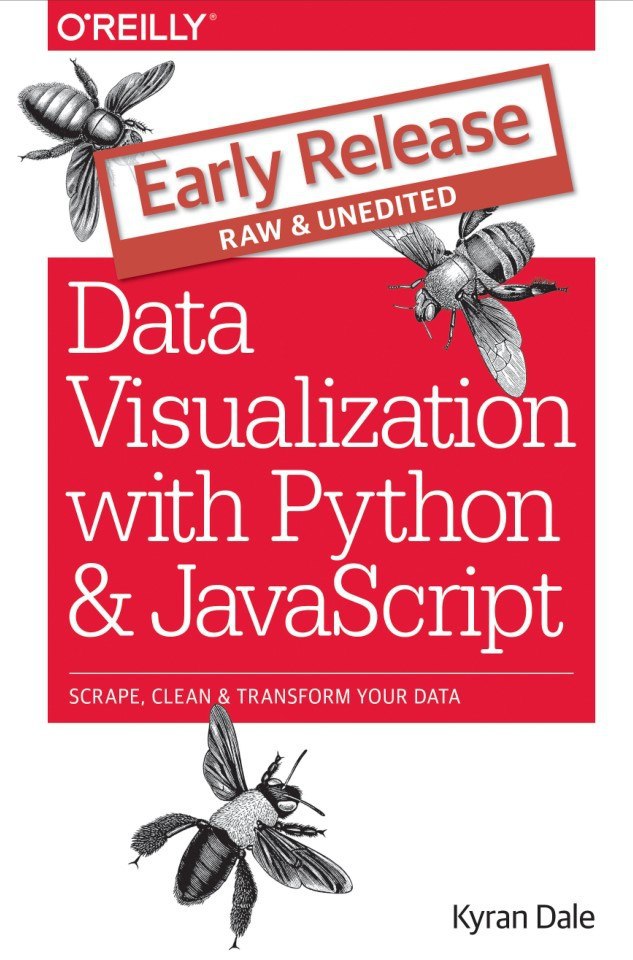 O'REILLY®
Early Release
RAW & UNEDITED
Data
Visualization
with Python
& JavaScript
SCRAPE, CLEAN & TRANSFORM YOUR DATA
Kyran Dale